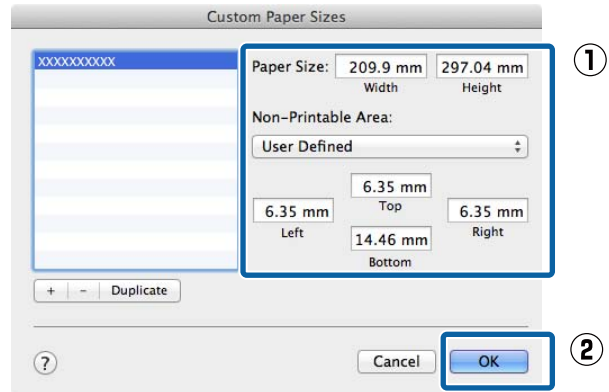 Custom Paper Sizes
XXXXXXXXXX
Paper Size: 209.9 mm 297.04 mm
Width Height
Non-Printable Area:
User Defined
6.35 mm
Top
6.35 mm 6.35 mm
Left Right
14.46 mm
Bottom
+ - Duplicate
? Cancel OK
①
②